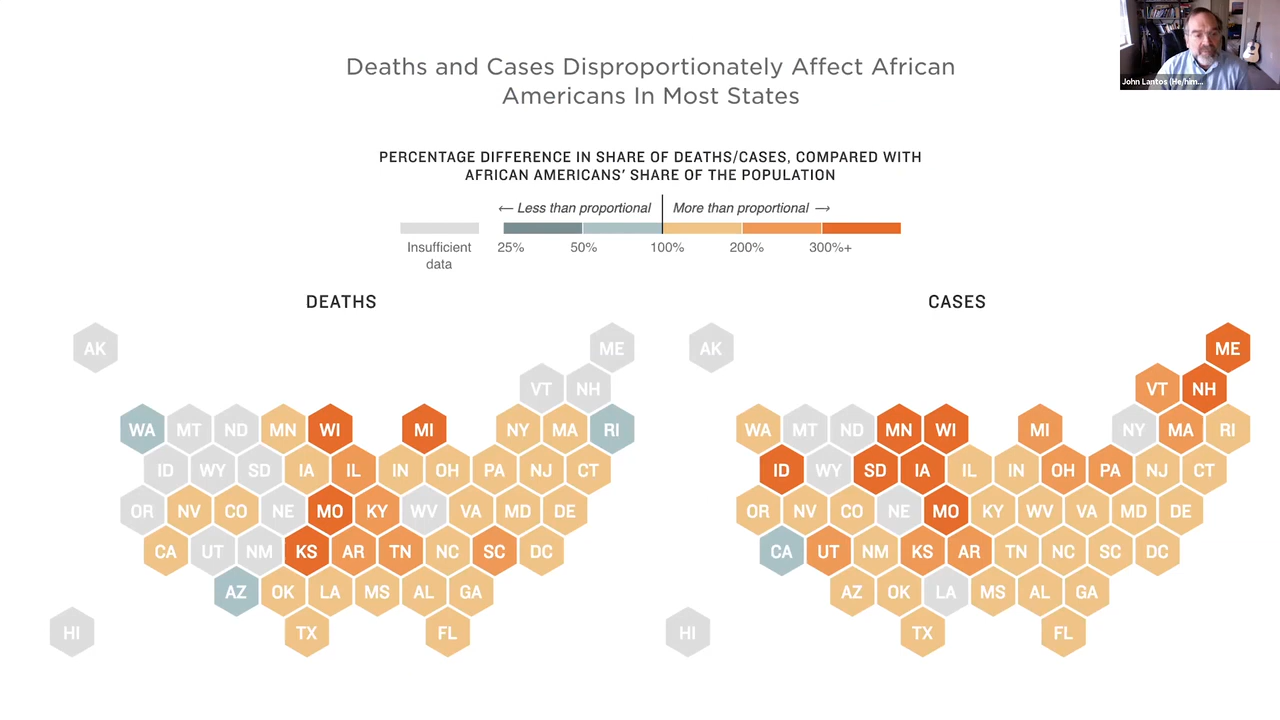 John Lantos (He/him...
Deaths and Cases Disproportionately Affect African
Americans In Most States
PERCENTAGE DIFFERENCE IN SHARE OF DEATHS/CASES, COMPARED WITH
AFRICAN AMERICANS' SHARE OF THE POPULATION
← Less than proportional More than proportional →
Insufficient
data
25% 50% 100% 200% 300%+
DEATHS
AK ME
VT NH
WA MT ND MN WI MI NY MA RI
ID WY SD IA IL IN OH PA NJ CT
OR NV CO NE MO KY WV VA MD DE
CA UT NM KS AR TN NC SC DC
AZ OK LA MS AL GA
HI TX FL
CASES
AK ME
VT NH
WA MT ND MN WI MI NY MA RI
ID WY SD IA IL IN OH PA NJ CT
OR NV CO NE MO KY WV VA MD DE
CA UT NM KS AR TN NC SC DC
AZ OK LA MS AL GA
HI TX FL